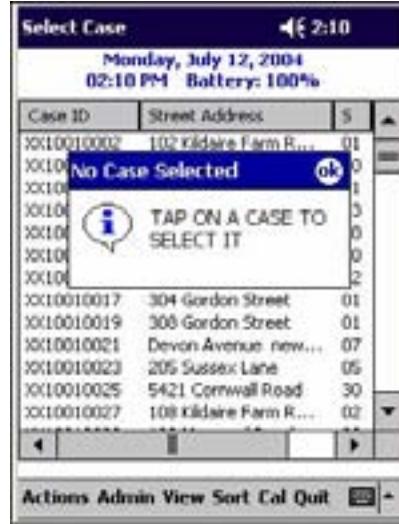 Select Case 2:10
Monday, July 12, 2004
02:10 PM Battery: 100%
Case ID Street Address S
XX10010002 102 Kildaire Farm R... 01
No Case Selected ok
TAP ON A CASE TO
SELECT IT
XX10010017 304 Gordon Street 01
XX10010019 308 Gordon Street 01
XX10010021 Devon Avenue new... 07
XX10010023 205 Sussex Lane 05
XX10010025 5421 Cornwall Road 30
XX10010027 108 Kildaire Farm R... 02
Actions Admin View Sort Cal Quit